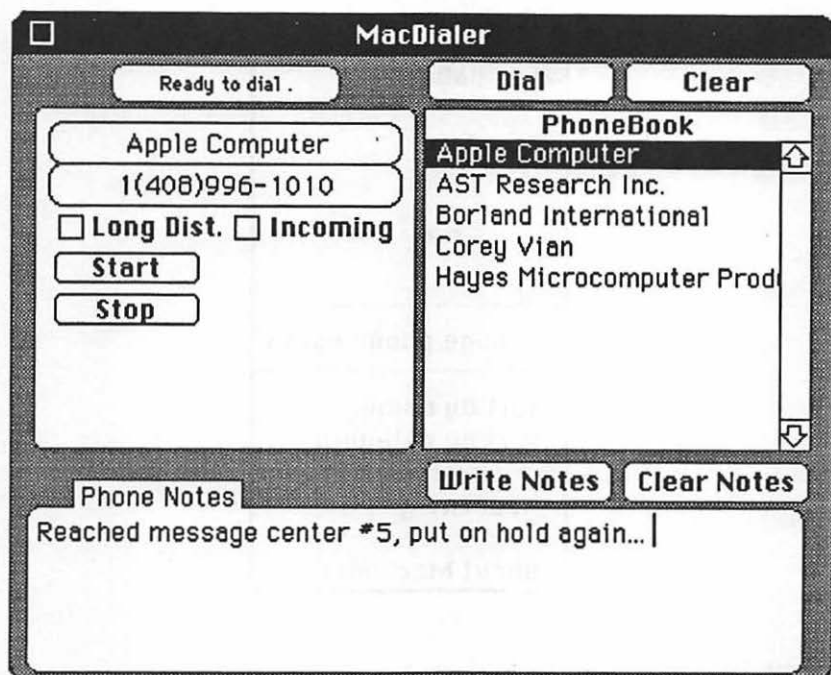 MacDialer
Ready to dial .
Dial
Clear
Apple Computer
1(408)996-1010
Long Dist.
Incoming
Start
Stop
PhoneBook
Apple Computer
AST Research Inc.
Borland International
Corey Vian
Hayes Microcomputer Prod
Write Notes
Clear Notes
Phone Notes
Reached message center #5, put on hold again...